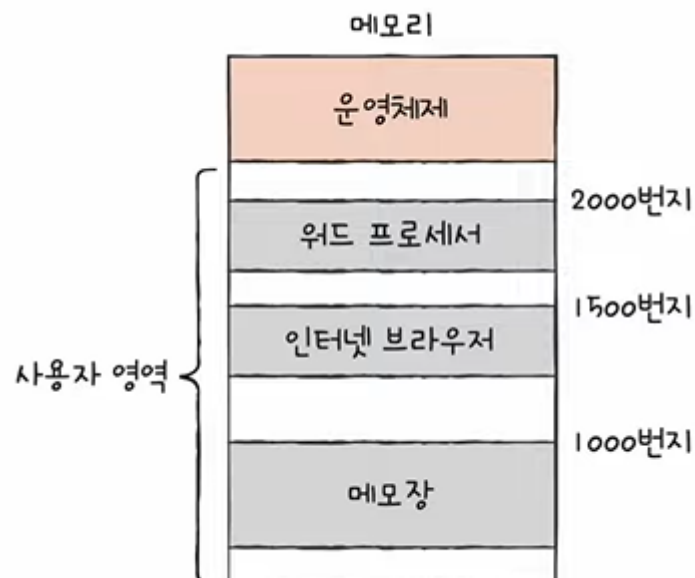 메모리
운영체제
2000번지
워드 프로세서
1500번지
인터넷 브라우저
사용자 영역
1000번지
메모장